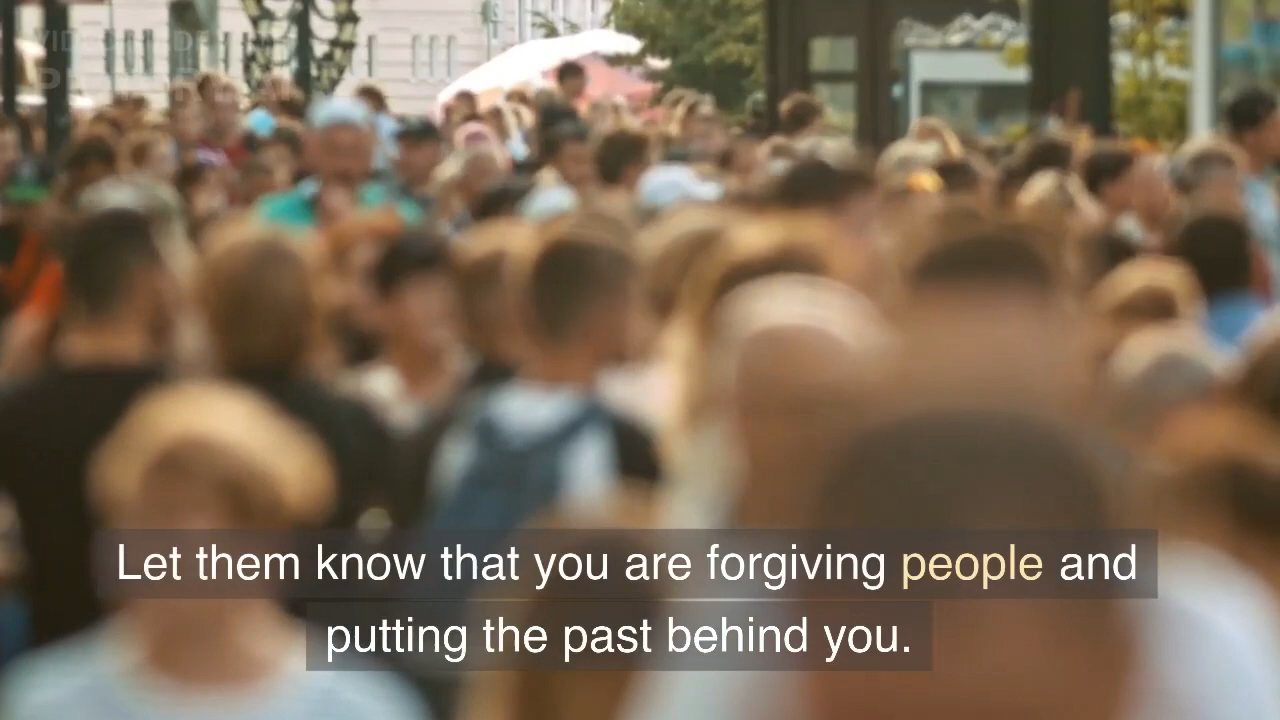 Let them know that you are forgiving people and
putting the past behind you.